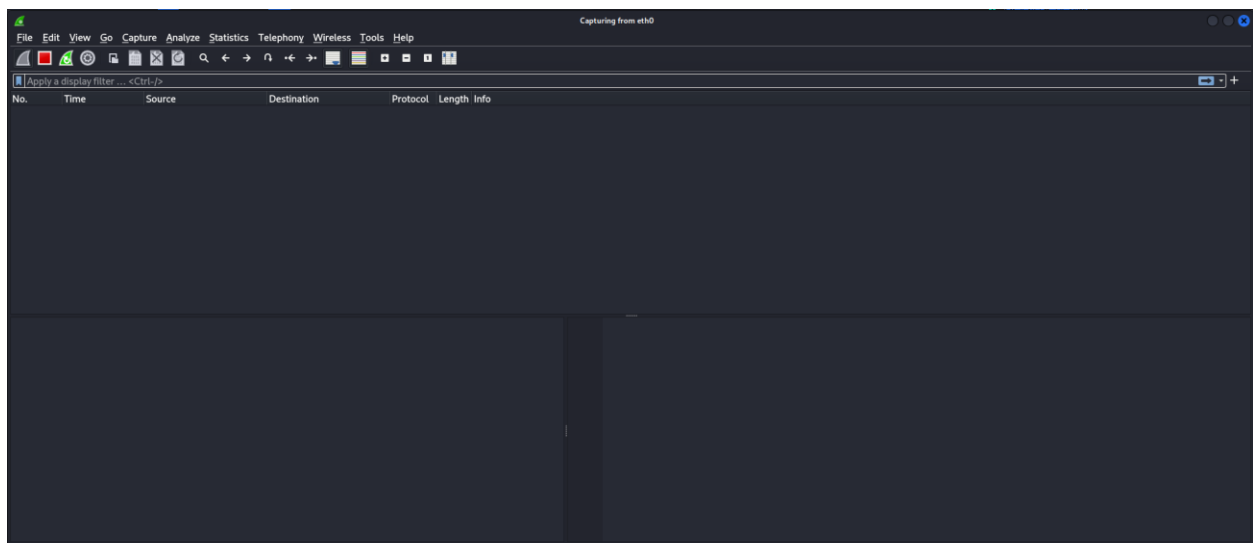 Capturing from eth0
File Edit View Go Capture Analyze Statistics Telephony Wireless Tools Help
Apply a display filter ... <Ctrl-/>
No. Time Source Destination Protocol Length Info